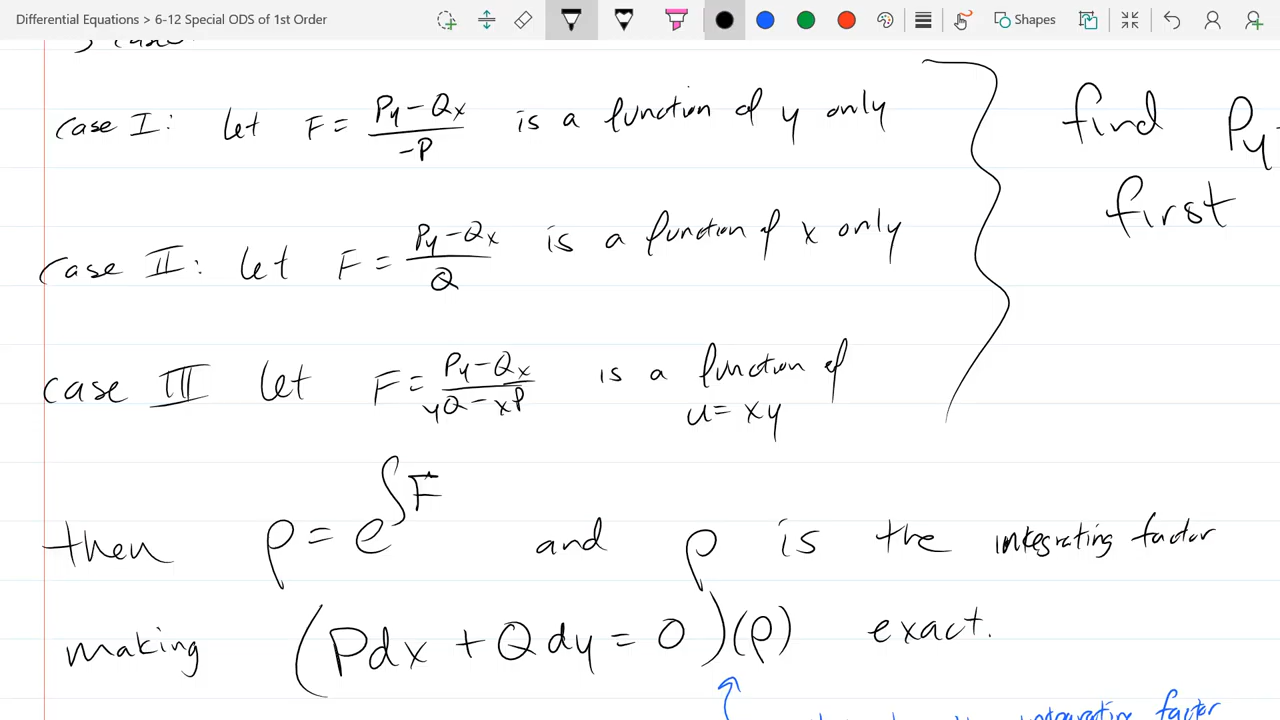 Differential Equations > 6-12 Special ODS of 1st Order
Shapes
3 case
Case I: let F = (Py - Qx)/(-P) is a function of y only
Case II: let F = (Py - Qx)/Q is a function of x only
Case III let F = (Py - Qx)/(yQ - xP) is a function of
u = xy
find Py -
first
then ρ = e^∫F and ρ is the integrating factor
making (Pdx + Qdy = 0)(ρ) exact.
integrating factor